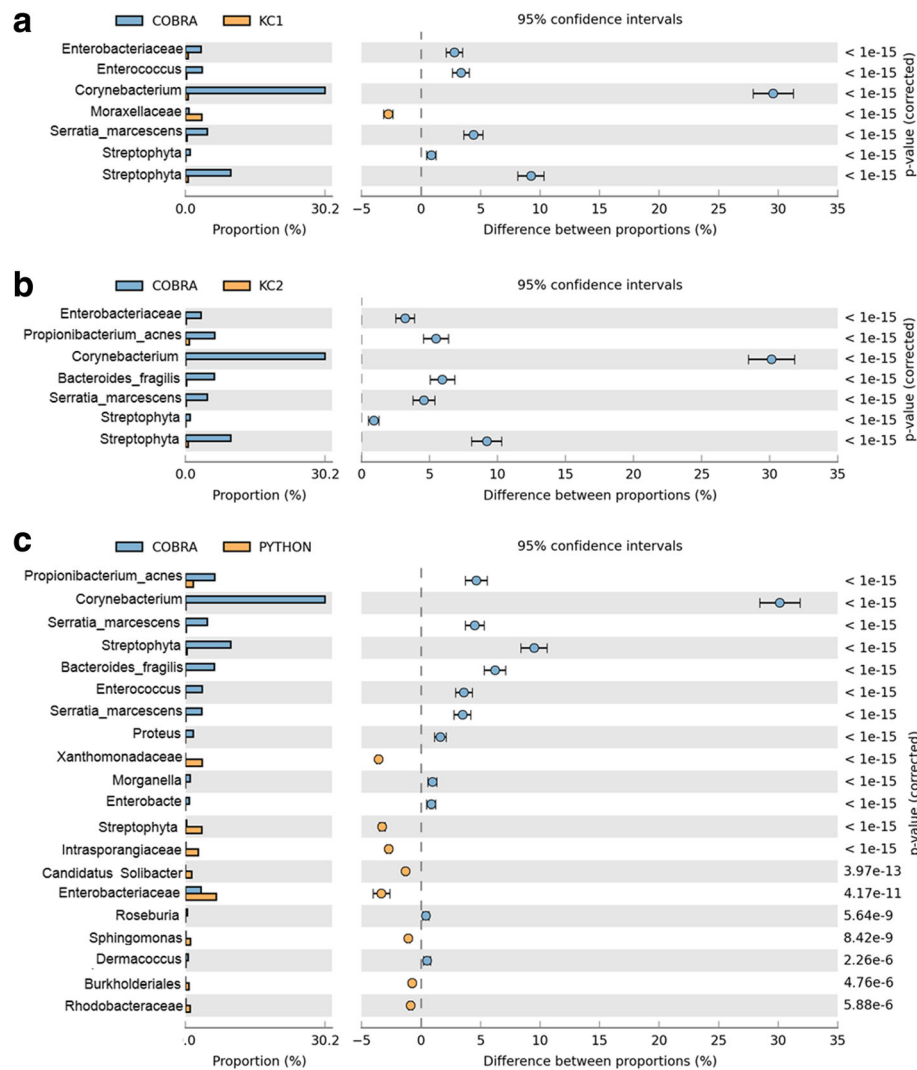 a
COBRA KC1 95% confidence intervals
Enterobacteriaceae < 1e-15
Enterococcus < 1e-15
Corynebacterium < 1e-15
Moraxellaceae < 1e-15
Serratia_marcescens < 1e-15
Streptophyta < 1e-15
Streptophyta < 1e-15
p-value (corrected)
0.0 30.2 −5 0 5 10 15 20 25 30 35
Proportion (%) Difference between proportions (%)
b
COBRA KC2 95% confidence intervals
Enterobacteriaceae < 1e-15
Propionibacterium_acnes < 1e-15
Corynebacterium < 1e-15
Bacteroides_fragilis < 1e-15
Serratia_marcescens < 1e-15
Streptophyta < 1e-15
Streptophyta < 1e-15
p-value (corrected)
0.0 30.2 0 5 10 15 20 25 30 35
Proportion (%) Difference between proportions (%)
c
COBRA PYTHON 95% confidence intervals
Propionibacterium_acnes < 1e-15
Corynebacterium < 1e-15
Serratia_marcescens < 1e-15
Streptophyta < 1e-15
Bacteroides_fragilis < 1e-15
Enterococcus < 1e-15
Serratia_marcescens < 1e-15
Proteus < 1e-15
Xanthomonadaceae < 1e-15
Morganella < 1e-15
Enterobacte < 1e-15
Streptophyta < 1e-15
Intrasporangiaceae < 1e-15
Candidatus Solibacter 3.97e-13
Enterobacteriaceae 4.17e-11
Roseburia 5.64e-9
Sphingomonas 8.42e-9
Dermacoccus 2.26e-6
Burkholderiales 4.76e-6
Rhodobacteraceae 5.88e-6
p-value (corrected)
.0 30.2 −5 0 5 10 15 20 25 30 35
Proportion (%) Difference between proportions (%)